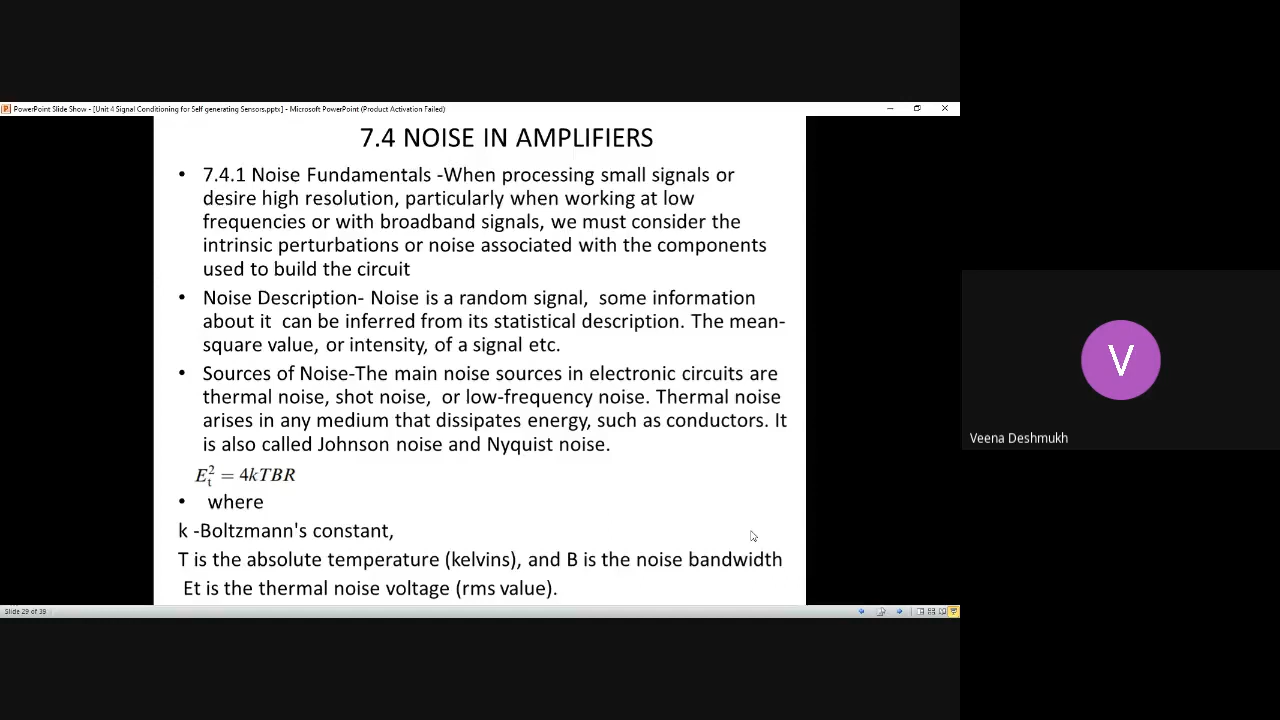 PowerPoint Slide Show - [Unit 4 Signal Conditioning for Self generating Sensors.pptx] - Microsoft PowerPoint (Product Activation Failed)
7.4 NOISE IN AMPLIFIERS
• 7.4.1 Noise Fundamentals -When processing small signals or
desire high resolution, particularly when working at low
frequencies or with broadband signals, we must consider the
intrinsic perturbations or noise associated with the components
used to build the circuit
• Noise Description- Noise is a random signal, some information
about it can be inferred from its statistical description. The mean-
square value, or intensity, of a signal etc.
• Sources of Noise-The main noise sources in electronic circuits are
thermal noise, shot noise, or low-frequency noise. Thermal noise
arises in any medium that dissipates energy, such as conductors. It
is also called Johnson noise and Nyquist noise.
E_t^2 = 4kTBR
• where
k -Boltzmann's constant,
T is the absolute temperature (kelvins), and B is the noise bandwidth
Et is the thermal noise voltage (rms value).
Slide 29 of 38
V
Veena Deshmukh